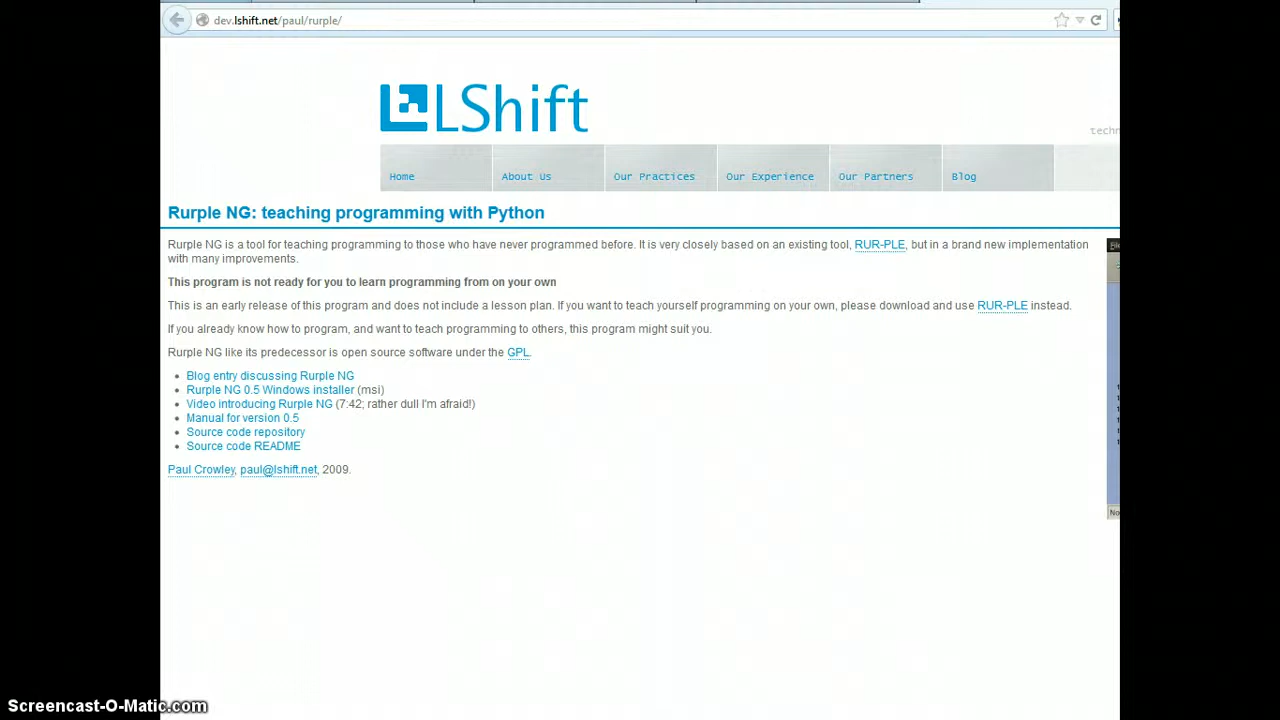 dev.lshift.net/paul/rurple/
LShift
techn
Home About Us Our Practices Our Experience Our Partners Blog
Rurple NG: teaching programming with Python
Rurple NG is a tool for teaching programming to those who have never programmed before. It is very closely based on an existing tool, RUR-PLE, but in a brand new implementation
with many improvements.
This program is not ready for you to learn programming from on your own
This is an early release of this program and does not include a lesson plan. If you want to teach yourself programming on your own, please download and use RUR-PLE instead.
If you already know how to program, and want to teach programming to others, this program might suit you.
Rurple NG like its predecessor is open source software under the GPL.
Blog entry discussing Rurple NG
Rurple NG 0.5 Windows installer (msi)
Video introducing Rurple NG (7:42; rather dull I'm afraid!)
Manual for version 0.5
Source code repository
Source code README
Paul Crowley, paul@lshift.net, 2009.
No
Screencast-O-Matic.com